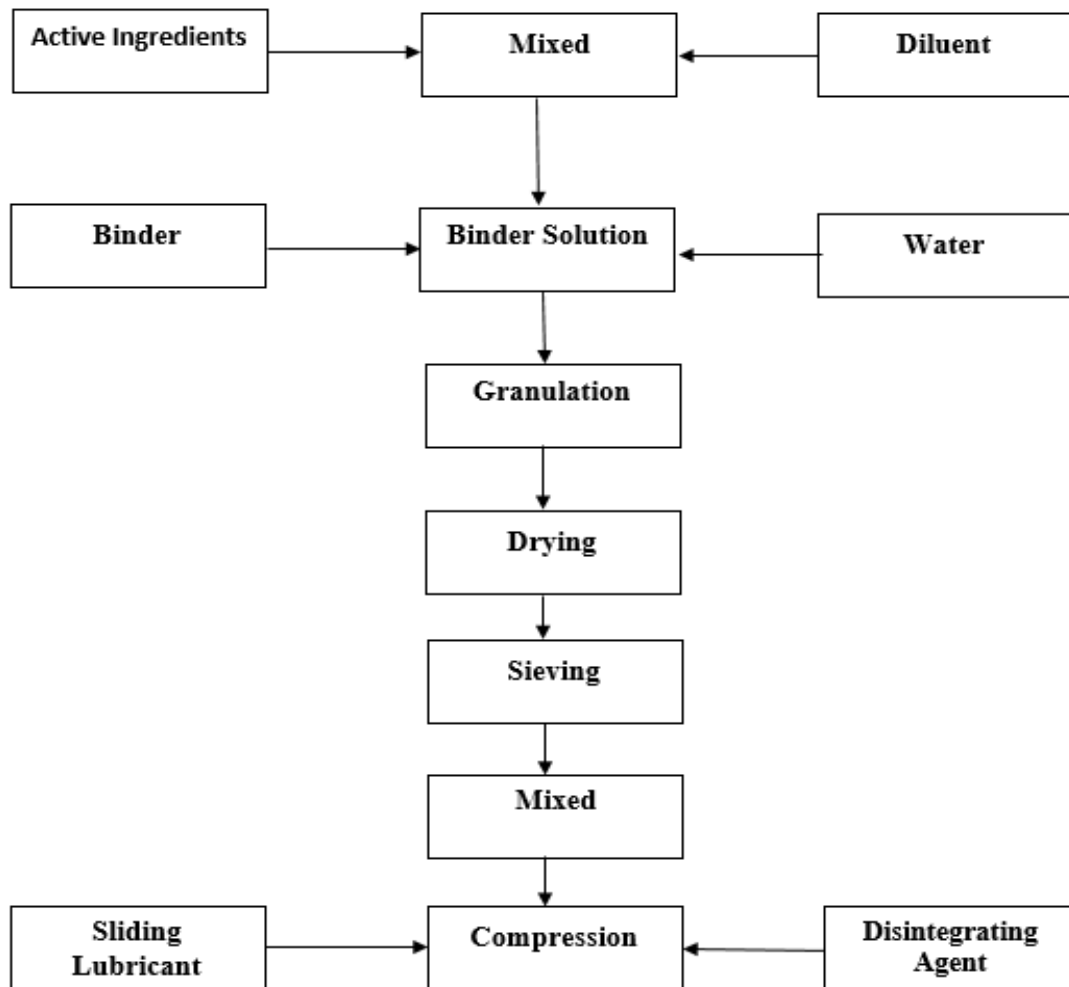 Active Ingredients
Mixed
Diluent
Binder
Binder Solution
Water
Granulation
Drying
Sieving
Mixed
Sliding
Lubricant
Compression
Disintegrating
Agent